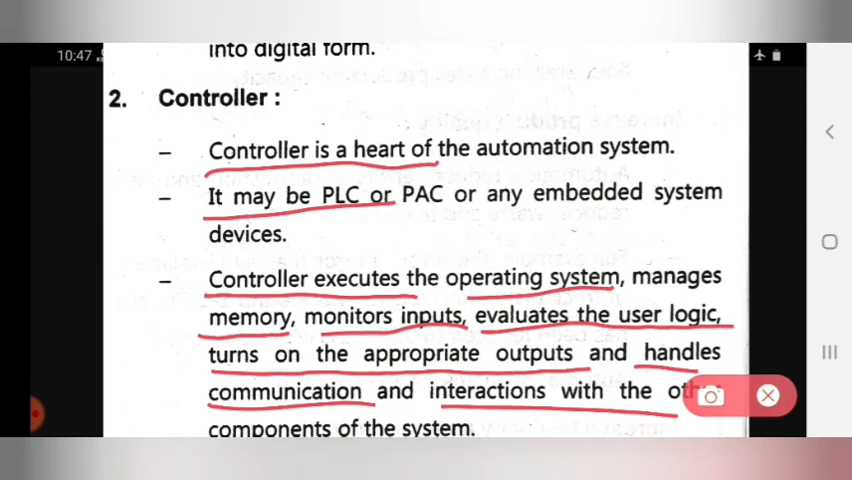 10:47
into digital form.
2. Controller :
– Controller is a heart of the automation system.
– It may be PLC or PAC or any embedded system
devices.
– Controller executes the operating system, manages
memory, monitors inputs, evaluates the user logic,
turns on the appropriate outputs and handles
communication and interactions with the other
components of the system.